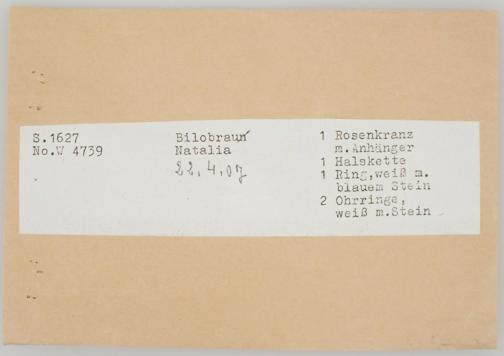 S.1627
No.W 4739
Bilobraun
Natalia
22.4.07
1 Rosenkranz
m.Anhänger
1 Halskette
1 Ring,weiß m.
blauem Stein
2 Ohrringe,
weiß m.Stein